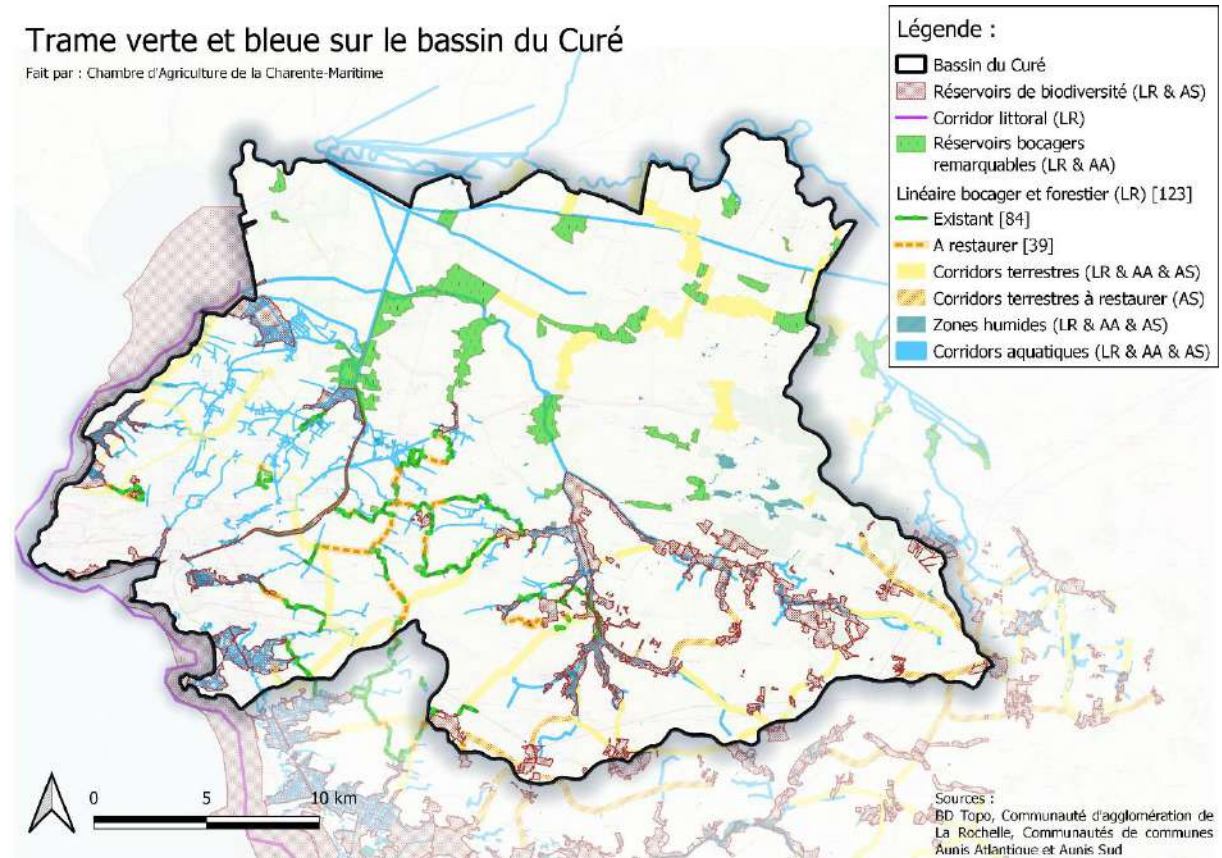 Trame verte et bleue sur le bassin du Curé
Fait par : Chambre d'Agriculture de la Charente-Maritime
Légende :
Bassin du Curé
Réservoirs de biodiversité (LR & AS)
Corridor littoral (LR)
Réservoirs bocagers
remarquables (LR & AA)
Linéaire bocager et forestier (LR) [123]
Existant [84]
A restaurer [39]
Corridors terrestres (LR & AA & AS)
Corridors terrestres à restaurer (AS)
Zones humides (LR & AA & AS)
Corridors aquatiques (LR & AA & AS)
0 5 10 km
Sources :
BD Topo, Communauté d'agglomération de
La Rochelle, Communautés de communes
Aunis Atlantique et Aunis Sud